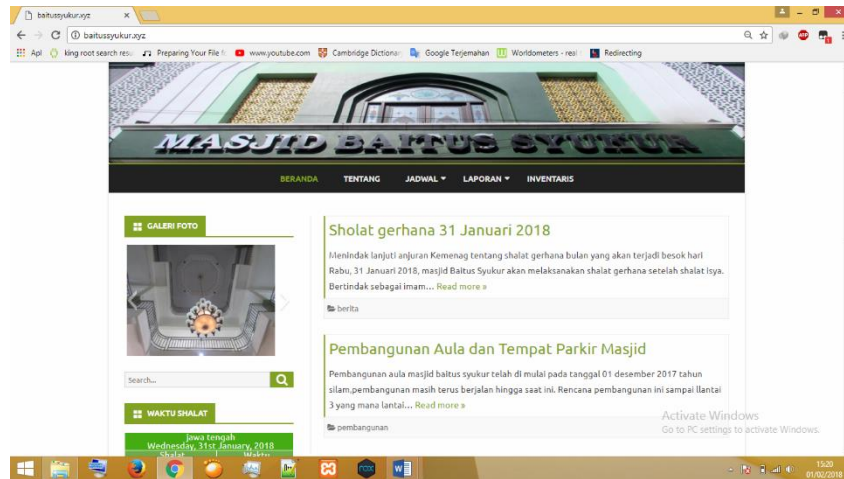 baitussyukur.xyz
baitussyukur.xyz
Apl king root search resu Preparing Your File fo www.youtube.com Cambridge Dictionar Google Terjemahan Worldometers - real Redirecting
MASJID BAITUS SYUKUR
BERANDA TENTANG JADWAL LAPORAN INVENTARIS
GALERI FOTO
Search...
WAKTU SHALAT
Jawa tengah
Wednesday, 31st January, 2018
Shalat Waktu
Sholat gerhana 31 Januari 2018
Menindak lanjuti anjuran Kemenag tentang shalat gerhana bulan yang akan terjadi besok hari
Rabu, 31 Januari 2018, masjid Baitus Syukur akan melaksanakan shalat gerhana setelah shalat isya.
Bertindak sebagai imam… Read more »
berita
Pembangunan Aula dan Tempat Parkir Masjid
Pembangunan aula masjid baitus syukur telah di mulai pada tanggal 01 desember 2017 tahun
silam,pembangunan masih terus berjalan hingga saat ini. Rencana pembangunan ini sampai llantai
3 yang mana lantai… Read more »
pembangunan
Activate Windows
Go to PC settings to activate Windows.
15:20
01/02/2018